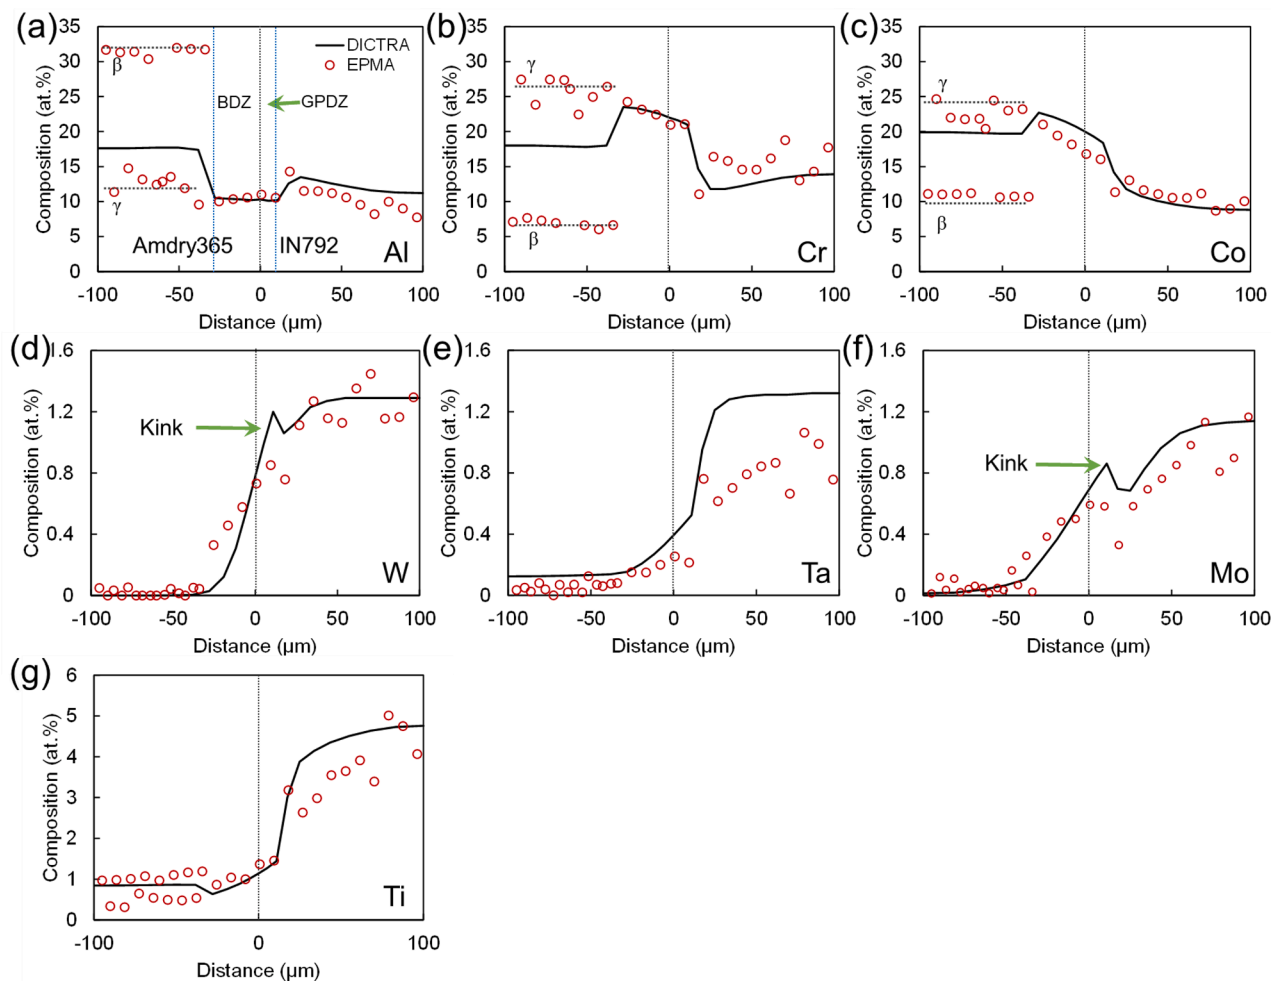 (a)
35
30
25
20
15
10
5
0
Composition (at.%)
β
γ
DICTRA
EPMA
BDZ
GPDZ
Amdry365
IN792
Al
-100
-50
0
50
100
Distance (µm)
(b)
35
30
25
20
15
10
5
0
Composition (at.%)
γ
β
Cr
-100
-50
0
50
100
Distance (µm)
(c)
35
30
25
20
15
10
5
0
Composition (at.%)
γ
β
Co
-100
-50
0
50
100
Distance (µm)
(d)
1.6
1.2
0.8
0.4
0
Composition (at.%)
Kink
W
-100
-50
0
50
100
Distance (µm)
(e)
1.6
1.2
0.8
0.4
0
Composition (at.%)
Ta
-100
-50
0
50
100
Distance (µm)
(f)
1.6
1.2
0.8
0.4
0
Composition (at.%)
Kink
Mo
-100
-50
0
50
100
Distance (µm)
(g)
6
5
4
3
2
1
0
Composition (at.%)
Ti
-100
0
100
Distance (µm)